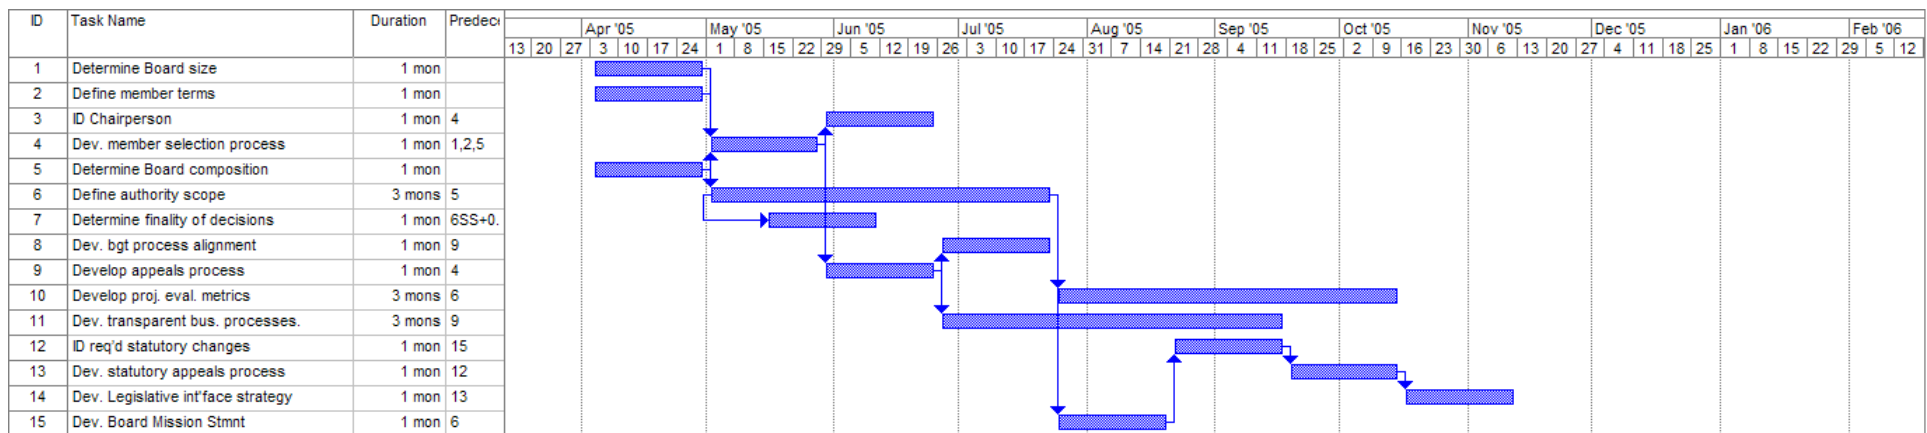 ID Task Name Duration Predece
Apr '05 May '05 Jun '05 Jul '05 Aug '05 Sep '05 Oct '05 Nov '05 Dec '05 Jan '06 Feb '06
13 20 27 3 10 17 24 1 8 15 22 29 5 12 19 26 3 10 17 24 31 7 14 21 28 4 11 18 25 2 9 16 23 30 6 13 20 27 4 11 18 25 1 8 15 22 29 5 12
1 Determine Board size 1 mon
2 Define member terms 1 mon
3 ID Chairperson 1 mon 4
4 Dev. member selection process 1 mon 1,2,5
5 Determine Board composition 1 mon
6 Define authority scope 3 mons 5
7 Determine finality of decisions 1 mon 6SS+0.
8 Dev. bgt process alignment 1 mon 9
9 Develop appeals process 1 mon 4
10 Develop proj. eval. metrics 3 mons 6
11 Dev. transparent bus. processes. 3 mons 9
12 ID req'd statutory changes 1 mon 15
13 Dev. statutory appeals process 1 mon 12
14 Dev. Legislative int'face strategy 1 mon 13
15 Dev. Board Mission Stmnt 1 mon 6